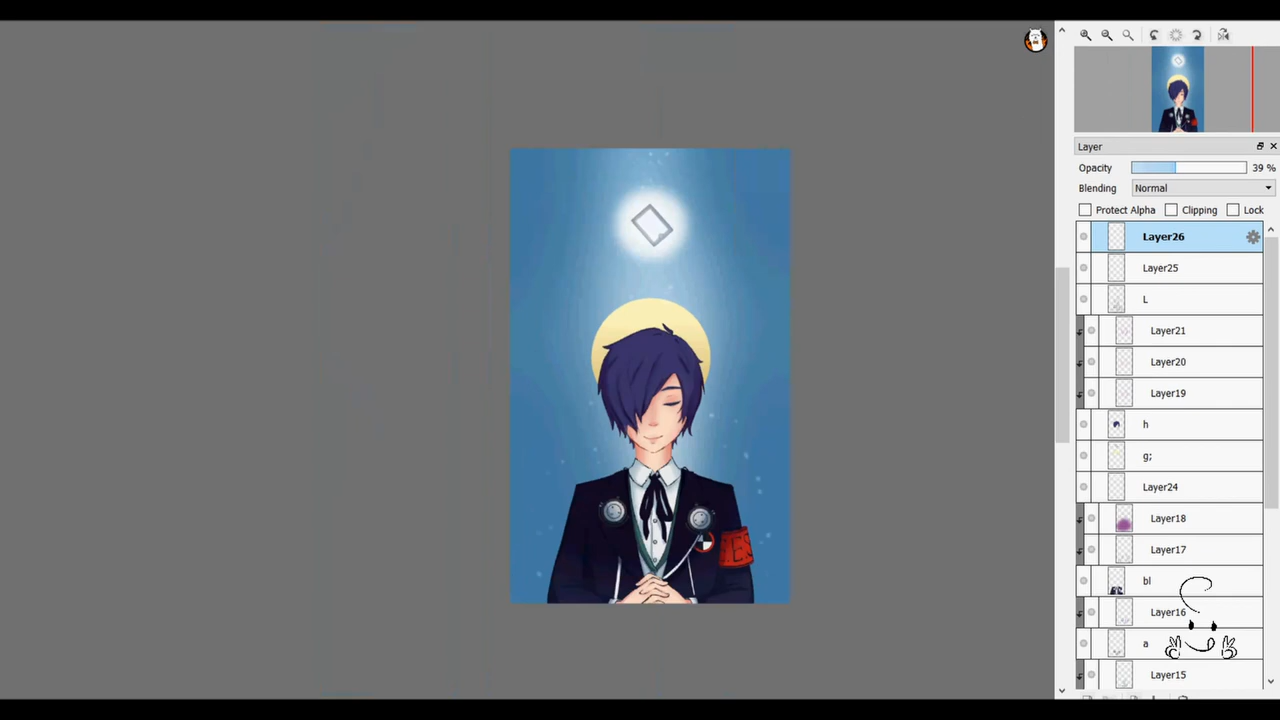 Layer
Opacity 39 %
Blending Normal
Protect Alpha Clipping Lock
Layer26
Layer25
L
Layer21
Layer20
Layer19
h
g;
Layer24
Layer18
Layer17
bl
Layer16
a
Layer15